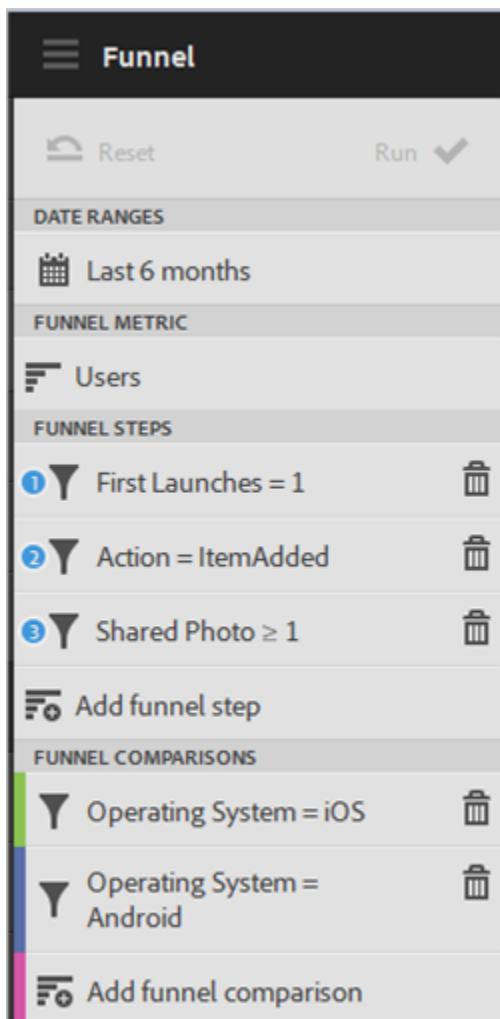 Funnel
Reset Run
DATE RANGES
Last 6 months
FUNNEL METRIC
Users
FUNNEL STEPS
1 First Launches = 1
2 Action = ItemAdded
3 Shared Photo ≥ 1
Add funnel step
FUNNEL COMPARISONS
Operating System = iOS
Operating System =
Android
Add funnel comparison